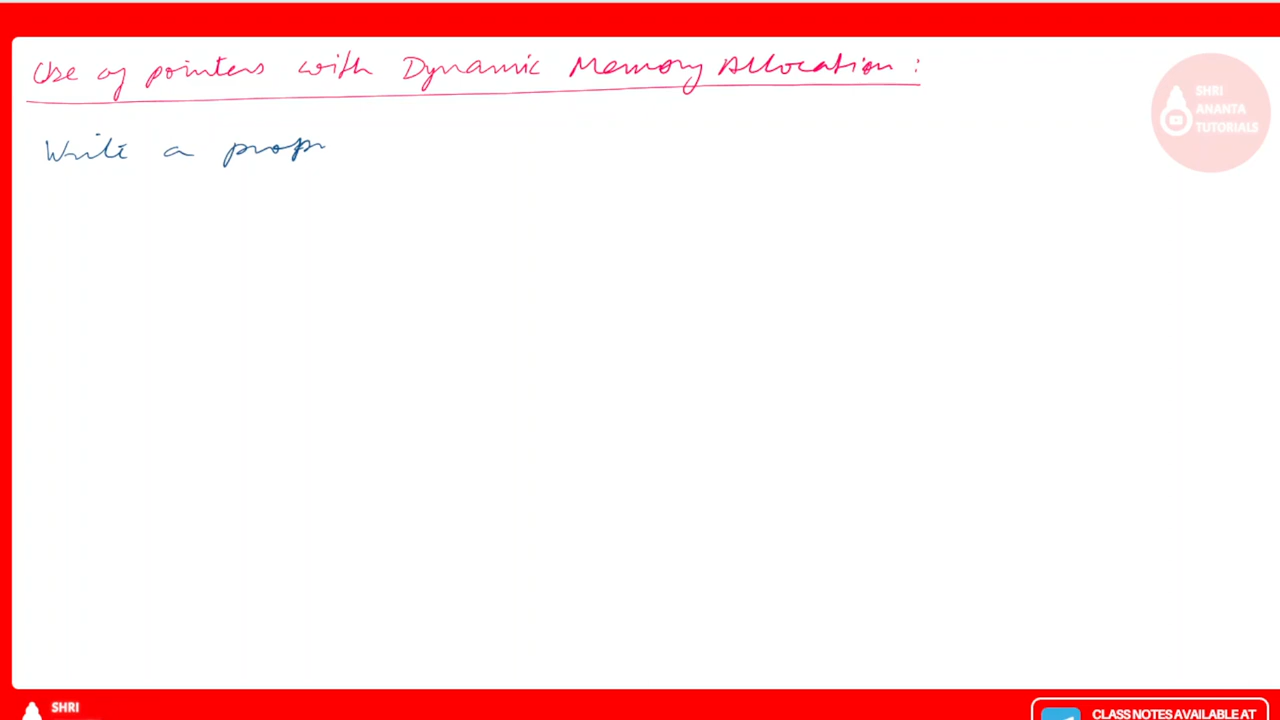 Use of pointers with Dynamic Memory Allocation :
SHRI
ANANTA
TUTORIALS
Write a progr
SHRI
CLASS NOTES AVAILABLE AT